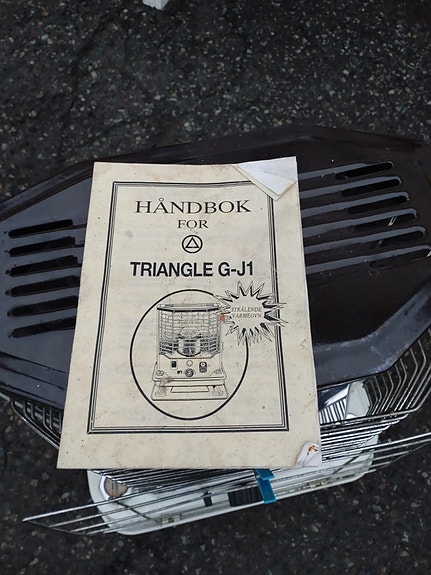 HÅNDBOK
FOR
TRIANGLE G-J1
STRÅLENDE
VARMEOVN